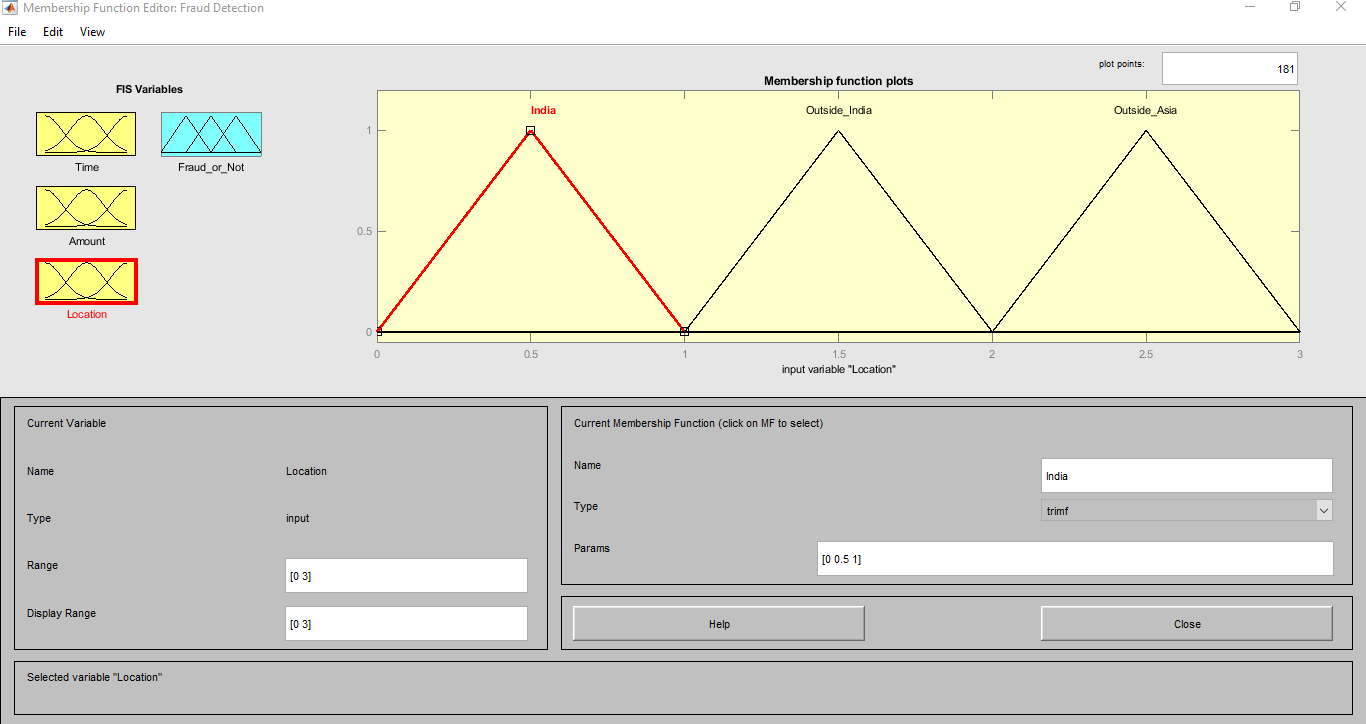 Membership Function Editor: Fraud Detection
File Edit View
plot points: 181
FIS Variables
Membership function plots
Time
Fraud_or_Not
Amount
Location
India
Outside_India
Outside_Asia
1
0.5
0
0 0.5 1 1.5 2 2.5 3
input variable "Location"
Current Variable
Name Location
Type input
Range [0 3]
Display Range [0 3]
Current Membership Function (click on MF to select)
Name India
Type trimf
Params [0 0.5 1]
Help Close
Selected variable "Location"